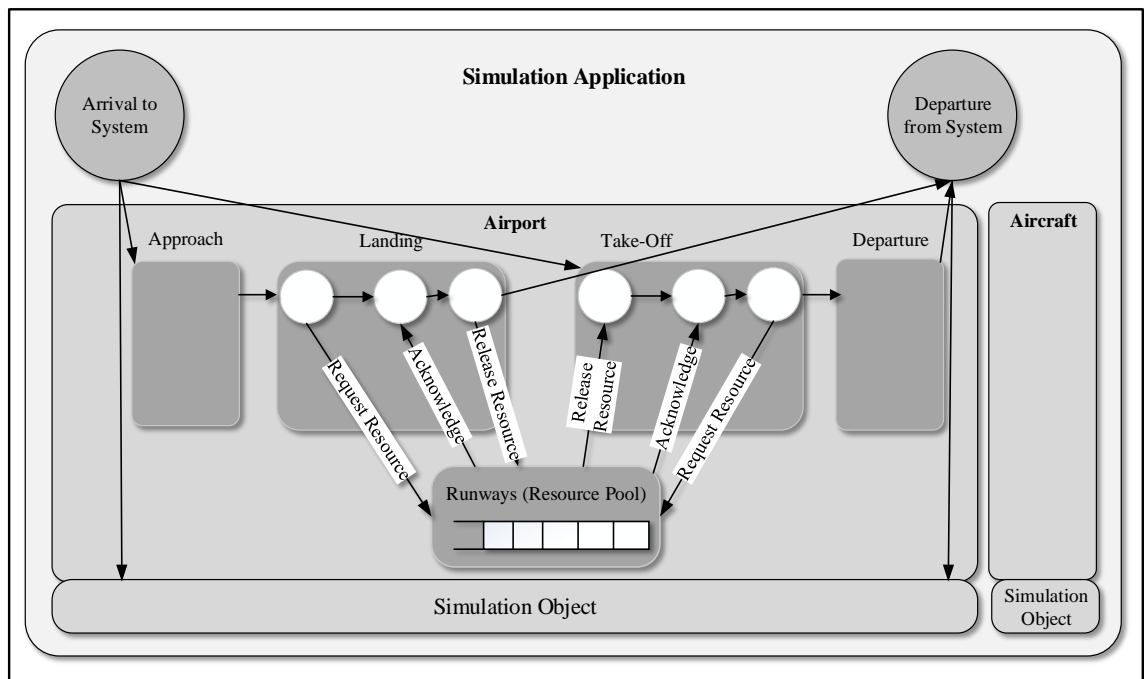 Simulation Application
Arrival to
System
Departure
from System
Airport
Aircraft
Approach
Landing
Take-Off
Departure
Request Resource
Acknowledge
Release Resource
Release
Resource
Acknowledge
Request Resource
Runways (Resource Pool)
Simulation Object
Simulation
Object